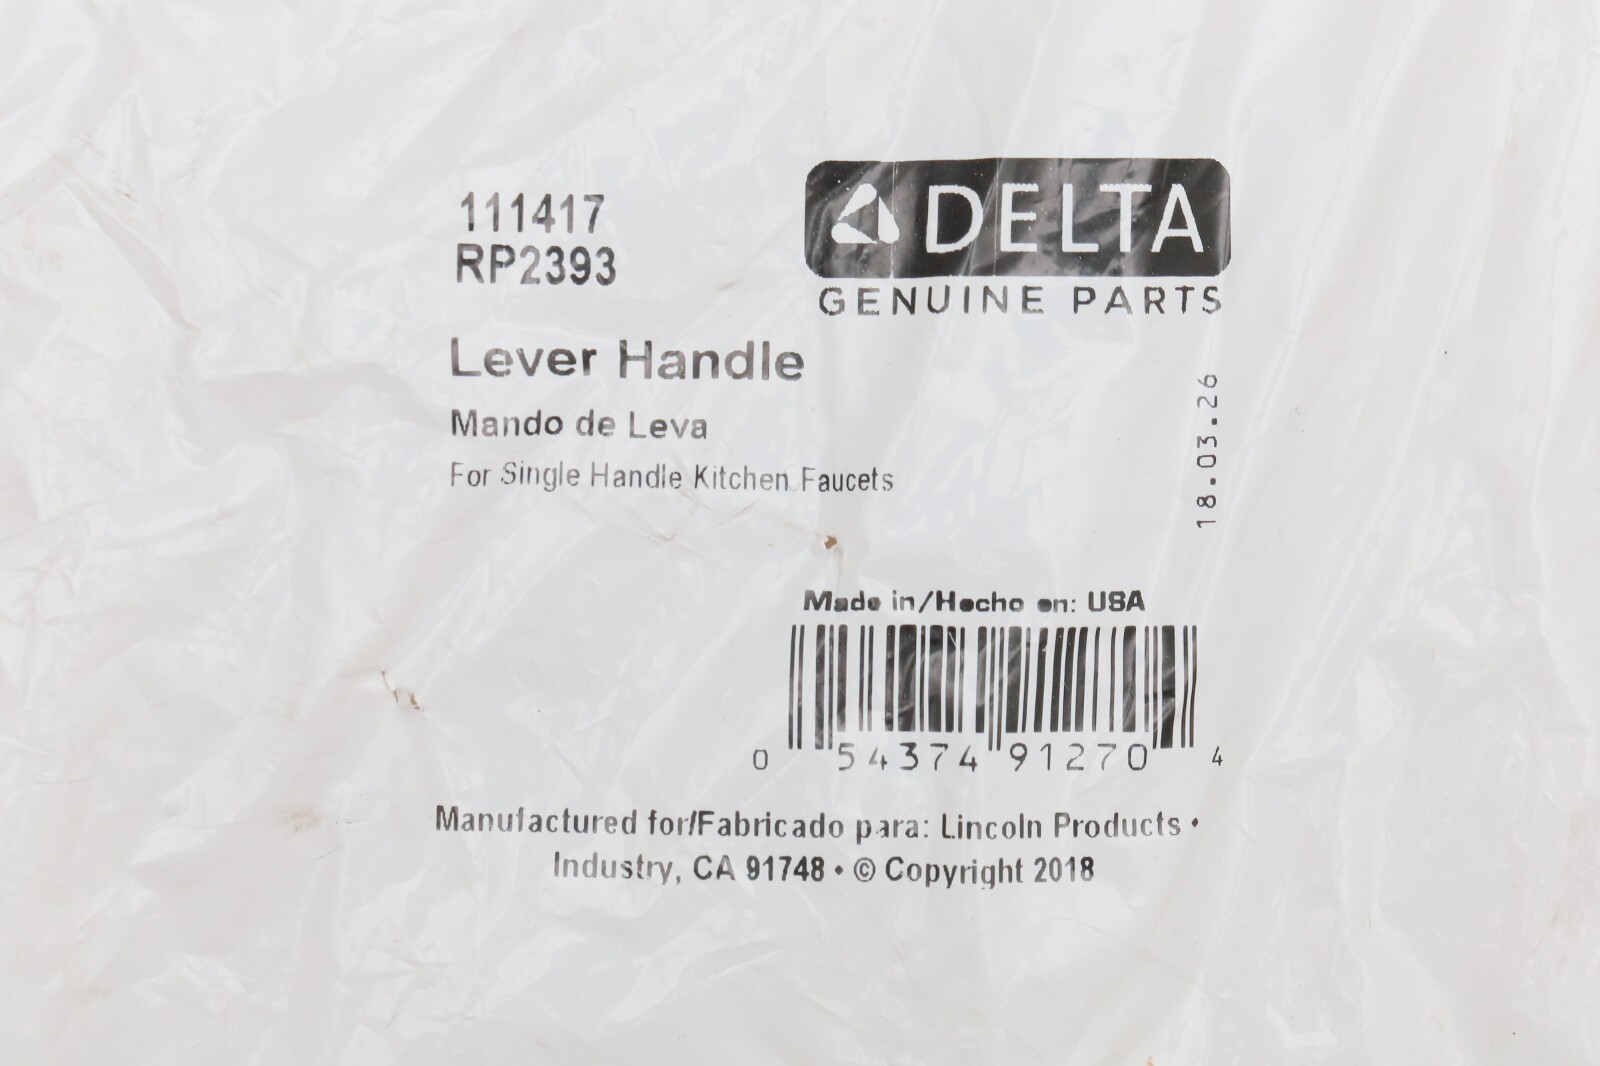 111417
RP2393
DELTA
GENUINE PARTS
Lever Handle
Mando de Leva
For Single Handle Kitchen Faucets
18.03.26
Made in/Hecho en: USA
0 54374 91270 4
Manufactured for/Fabricado para: Lincoln Products •
Industry, CA 91748 • © Copyright 2018